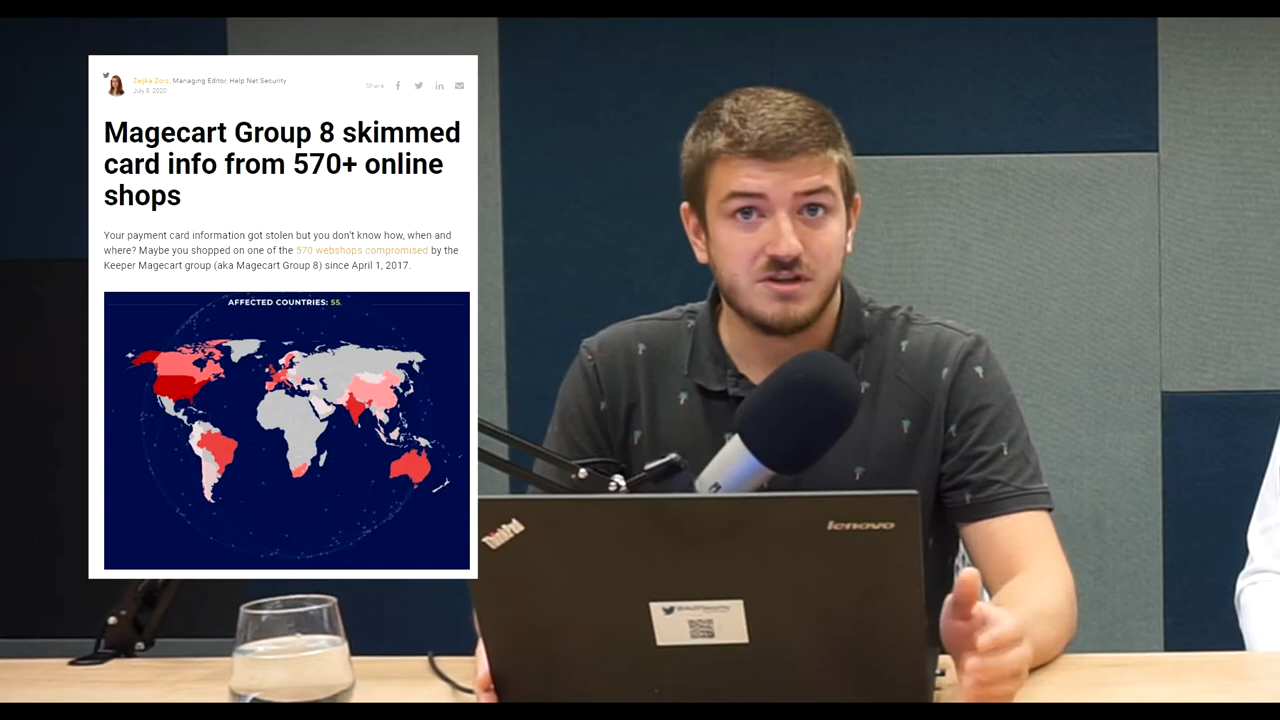 Zeljka Zorz, Managing Editor, Help Net Security
July 8, 2020
Share
Magecart Group 8 skimmed
card info from 570+ online
shops
Your payment card information got stolen but you don't know how, when and
where? Maybe you shopped on one of the 570 webshops compromised by the
Keeper Magecart group (aka Magecart Group 8) since April 1, 2017.
AFFECTED COUNTRIES: 55
ThinkPad
lenovo